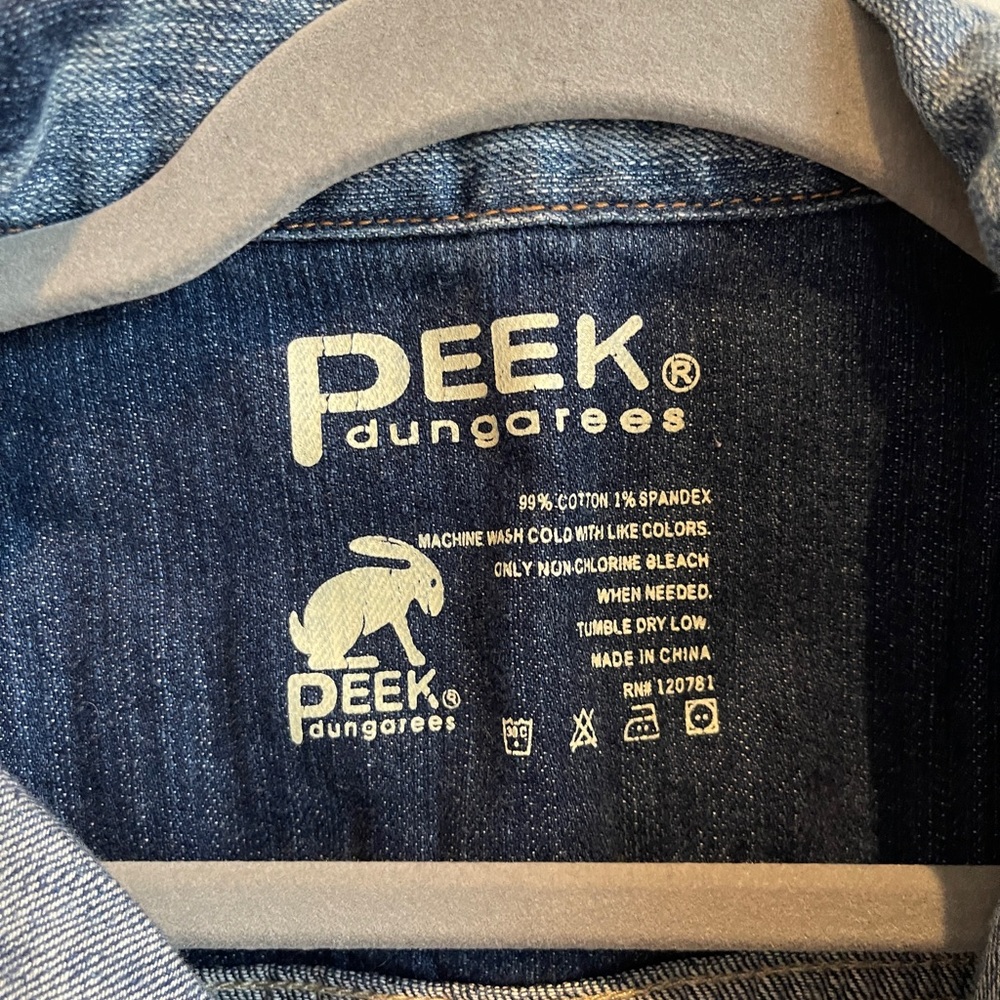 PEEK®
dungarees
99% COTTON 1% SPANDEX
MACHINE WASH COLD WITH LIKE COLORS.
ONLY NON-CHLORINE BLEACH
WHEN NEEDED.
TUMBLE DRY LOW
MADE IN CHINA
RN# 120781
PEEK®
dungarees
30C